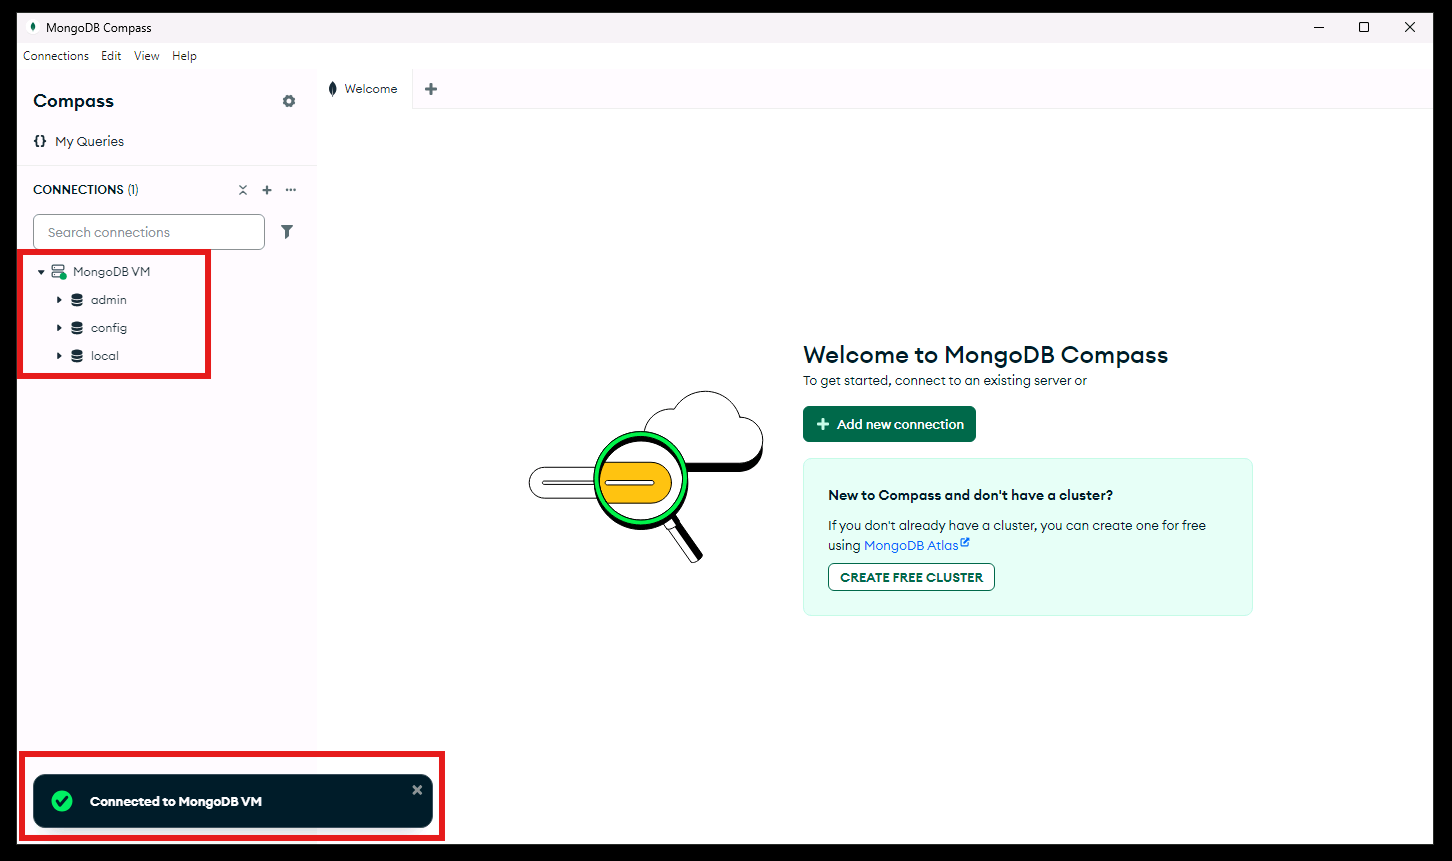 MongoDB Compass
Connections Edit View Help
Compass
My Queries
CONNECTIONS (1)
Search connections
MongoDB VM
admin
config
local
Welcome
Welcome to MongoDB Compass
To get started, connect to an existing server or
Add new connection
New to Compass and don't have a cluster?
If you don't already have a cluster, you can create one for free
using MongoDB Atlas
CREATE FREE CLUSTER
Connected to MongoDB VM